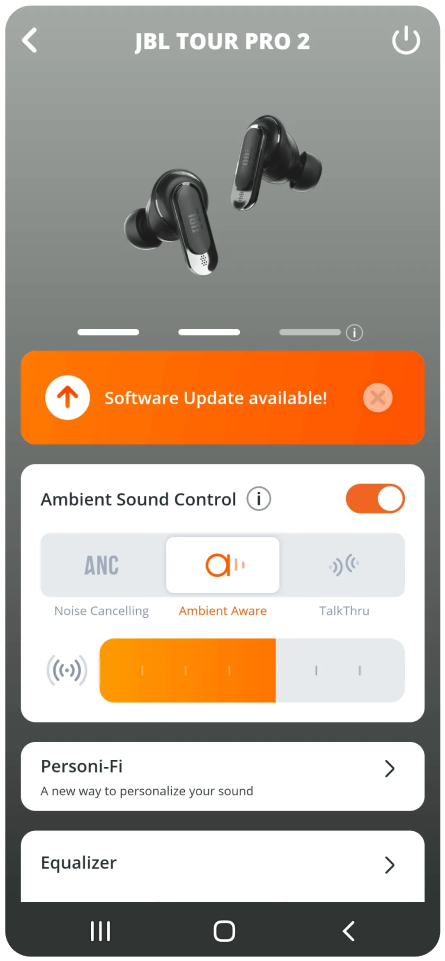 JBL TOUR PRO 2
Software Update available!
Ambient Sound Control
ANC
Noise Cancelling
Ambient Aware
TalkThru
Personi-Fi
A new way to personalize your sound
Equalizer